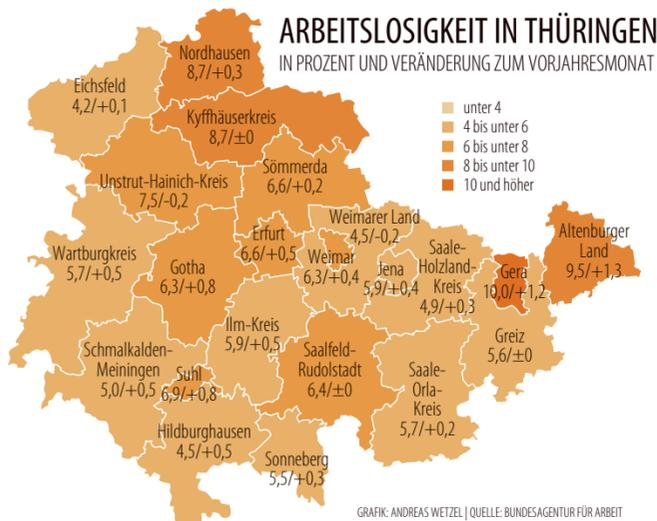 ARBEITSLOSIGKEIT IN THÜRINGEN
IN PROZENT UND VERÄNDERUNG ZUM VORJAHRESMONAT
unter 4
4 bis unter 6
6 bis unter 8
8 bis unter 10
10 und höher
Nordhausen
8,7/+0,3
Eichsfeld
4,2/+0,1
Kyffhäuserkreis
8,7/±0
Unstrut-Hainich-Kreis
7,5/-0,2
Sömmerda
6,6/+0,2
Wartburgkreis
5,7/+0,5
Gotha
6,3/+0,8
Erfurt
6,6/+0,5
Weimarer Land
4,5/-0,2
Weimar
6,3/+0,4
Jena
5,9/+0,4
Saale-
Holzland-
Kreis
4,9/+0,3
Gera
10,0/+1,2
Altenburger
Land
9,5/+1,3
Greiz
5,6/±0
Ilm-Kreis
5,9/+0,5
Schmalkalden-
Meiningen
5,0/+0,5
Suhl
6,9/+0,8
Saalfeld-
Rudolstadt
6,4/±0
Saale-
Orla-
Kreis
5,7/+0,2
Hildburghausen
4,5/+0,5
Sonneberg
5,5/+0,3
GRAFIK: ANDREAS WETZEL | QUELLE: BUNDESAGENTUR FÜR ARBEIT